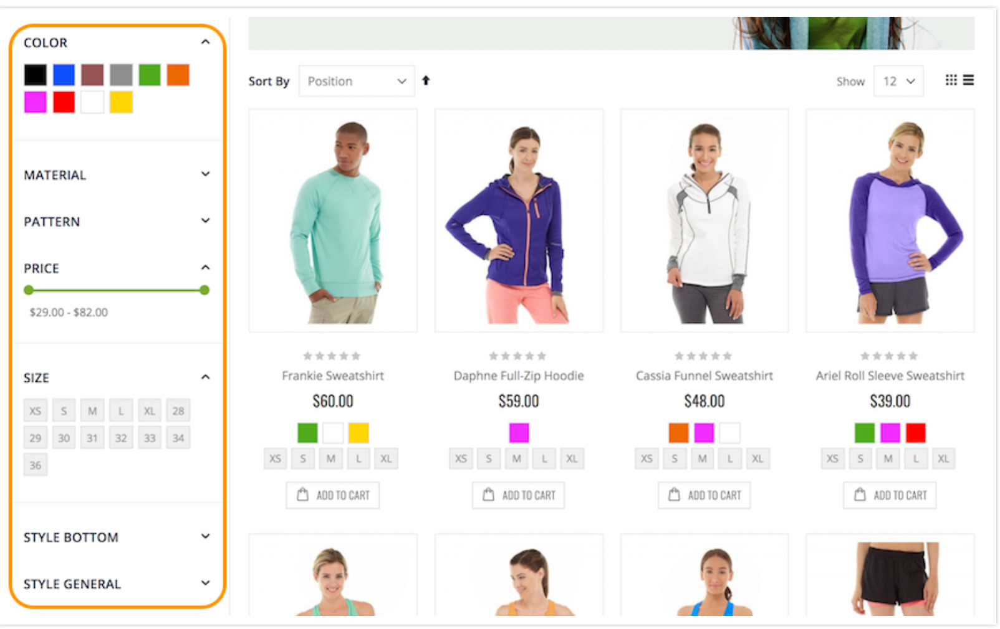 COLOR
MATERIAL
PATTERN
PRICE
$29.00 - $82.00
SIZE
XS S M L XL 28
29 30 31 32 33 34
36
STYLE BOTTOM
STYLE GENERAL
Sort By Position
Show 12
Frankie Sweatshirt
$60.00
XS S M L XL
ADD TO CART
Daphne Full-Zip Hoodie
$59.00
XS S M L XL
ADD TO CART
Cassia Funnel Sweatshirt
$48.00
XS S M L XL
ADD TO CART
Ariel Roll Sleeve Sweatshirt
$39.00
XS S M L XL
ADD TO CART